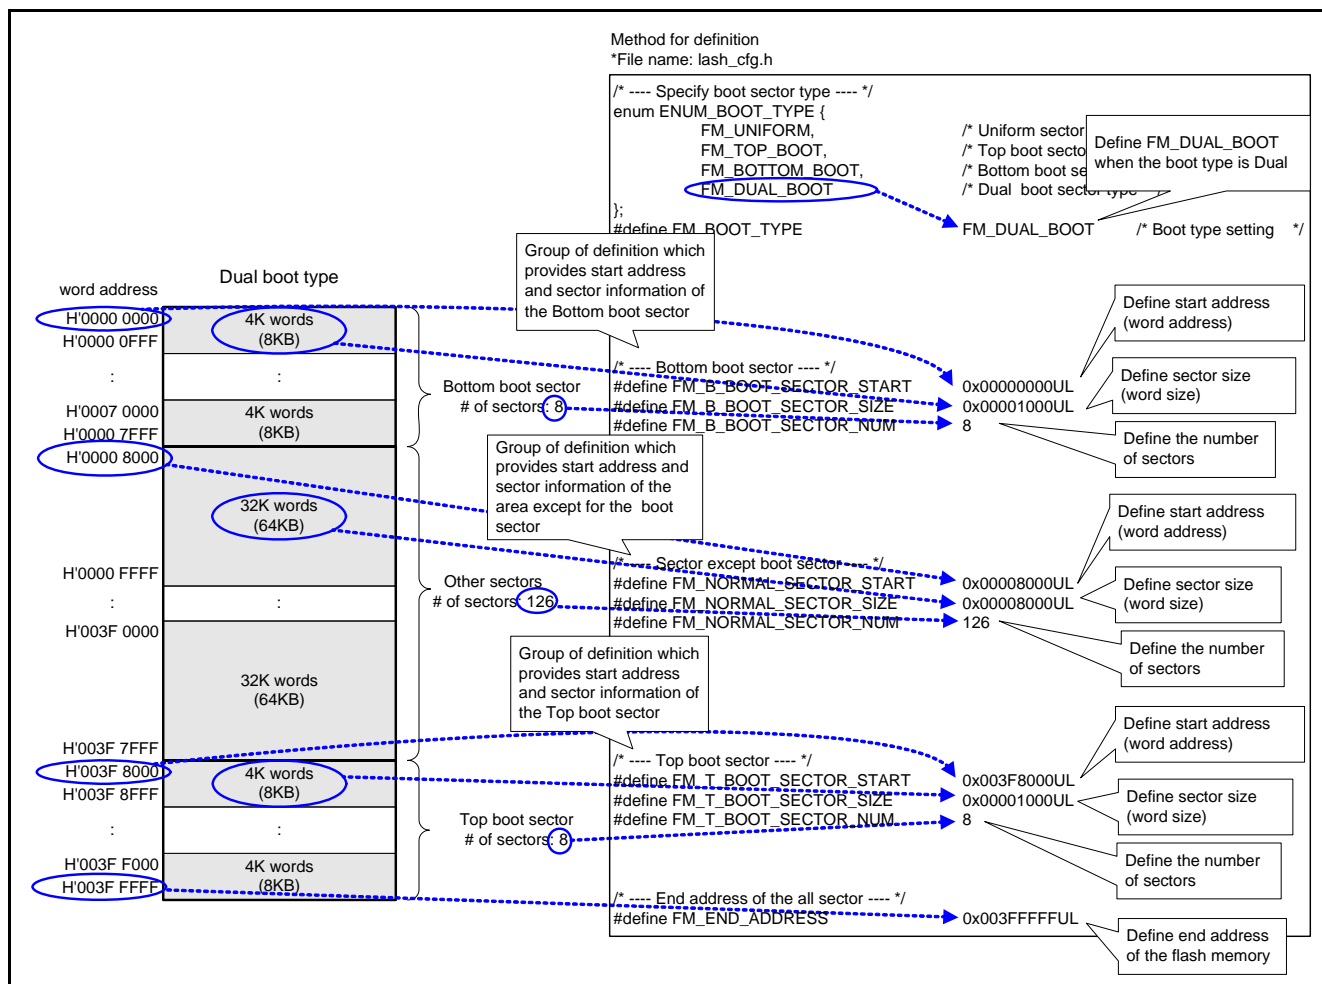 Method for definition
*File name: lash_cfg.h
/* ---- Specify boot sector type ---- */
enum ENUM_BOOT_TYPE {
FM_UNIFORM, /* Uniform sector
FM_TOP_BOOT, /* Top boot secto
FM_BOTTOM_BOOT, /* Bottom boot se
FM_DUAL_BOOT /* Dual boot sector type
};
#define FM_BOOT_TYPE FM_DUAL_BOOT /* Boot type setting */
Define FM_DUAL_BOOT
when the boot type is Dual
Group of definition which
provides start address
and sector information of
the Bottom boot sector
Dual boot type
word address
H'0000 0000
H'0000 0FFF
:
H'0007 0000
H'0000 7FFF
H'0000 8000
H'0000 FFFF
:
H'003F 0000
H'003F 7FFF
H'003F 8000
H'003F 8FFF
:
H'003F F000
H'003F FFFF
4K words
(8KB)
:
4K words
(8KB)
32K words
(64KB)
:
32K words
(64KB)
4K words
(8KB)
:
4K words
(8KB)
Bottom boot sector
# of sectors: 8
Other sectors
# of sectors: 126
Top boot sector
# of sectors: 8
/* ---- Bottom boot sector ---- */
#define FM_B_BOOT_SECTOR_START 0x00000000UL
#define FM_B_BOOT_SECTOR_SIZE 0x00001000UL
#define FM_B_BOOT_SECTOR_NUM 8
Define start address
(word address)
Define sector size
(word size)
Define the number
of sectors
Group of definition which
provides start address and
sector information of the
area except for the boot
sector
/* ---- Sector except boot sector ---- */
#define FM_NORMAL_SECTOR_START 0x00008000UL
#define FM_NORMAL_SECTOR_SIZE 0x00008000UL
#define FM_NORMAL_SECTOR_NUM 126
Define start address
(word address)
Define sector size
(word size)
Define the number
of sectors
Group of definition which
provides start address
and sector information of
the Top boot sector
/* ---- Top boot sector ---- */
#define FM_T_BOOT_SECTOR_START 0x003F8000UL
#define FM_T_BOOT_SECTOR_SIZE 0x00001000UL
#define FM_T_BOOT_SECTOR_NUM 8
Define start address
(word address)
Define sector size
(word size)
Define the number
of sectors
/* ---- End address of the all sector ---- */
#define FM_END_ADDRESS 0x003FFFFFUL
Define end address
of the flash memory